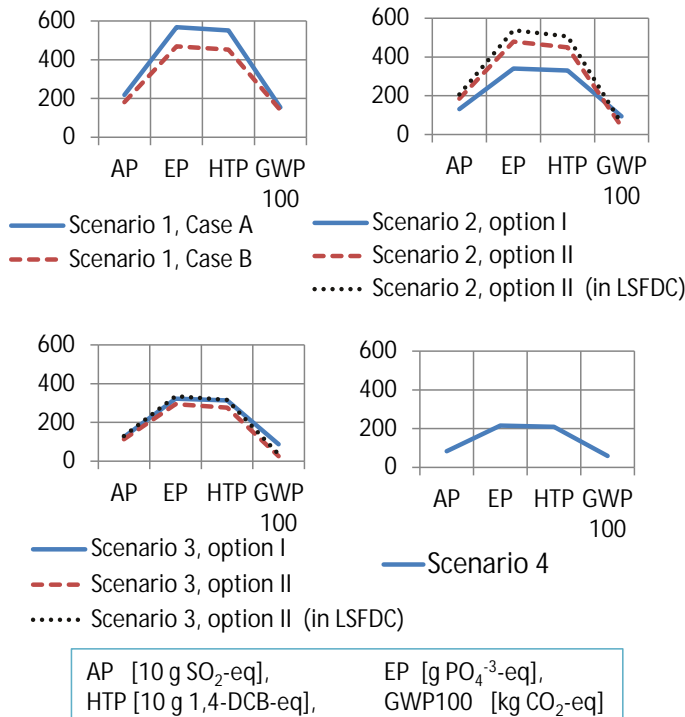 600
400
200
0
AP EP HTP GWP
100
Scenario 1, Case A
Scenario 1, Case B
600
400
200
0
AP EP HTP GWP
100
Scenario 2, option I
Scenario 2, option II
Scenario 2, option II (in LSFDC)
600
400
200
0
AP EP HTP GWP
100
Scenario 3, option I
Scenario 3, option II
Scenario 3, option II (in LSFDC)
600
400
200
0
AP EP HTP GWP
100
Scenario 4
AP [10 g SO₂-eq], EP [g PO₄⁻³-eq],
HTP [10 g 1,4-DCB-eq], GWP100 [kg CO₂-eq]